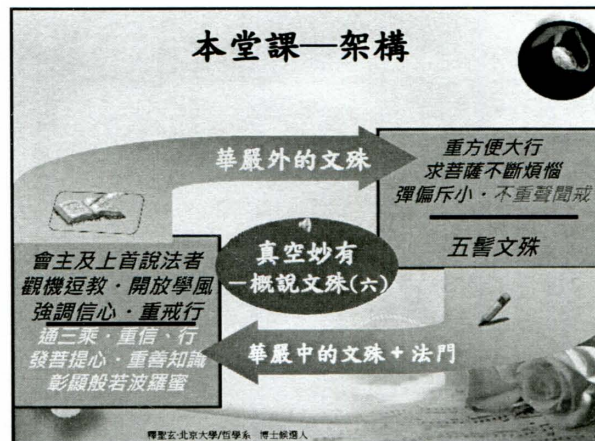 本堂課—架構
華嚴外的文殊
重方便大行
求菩薩不斷煩惱
彈偏斥小．不重聲聞戒
五髻文殊
真空妙有
－概說文殊(六)
會主及上首說法者
觀機逗教．開放學風
強調信心．重戒行
通三乘．重信、行
發菩提心．重善知識
彰顯般若波羅蜜
華嚴中的文殊＋法門
釋聖玄‧北京大學/哲學系 博士候選人